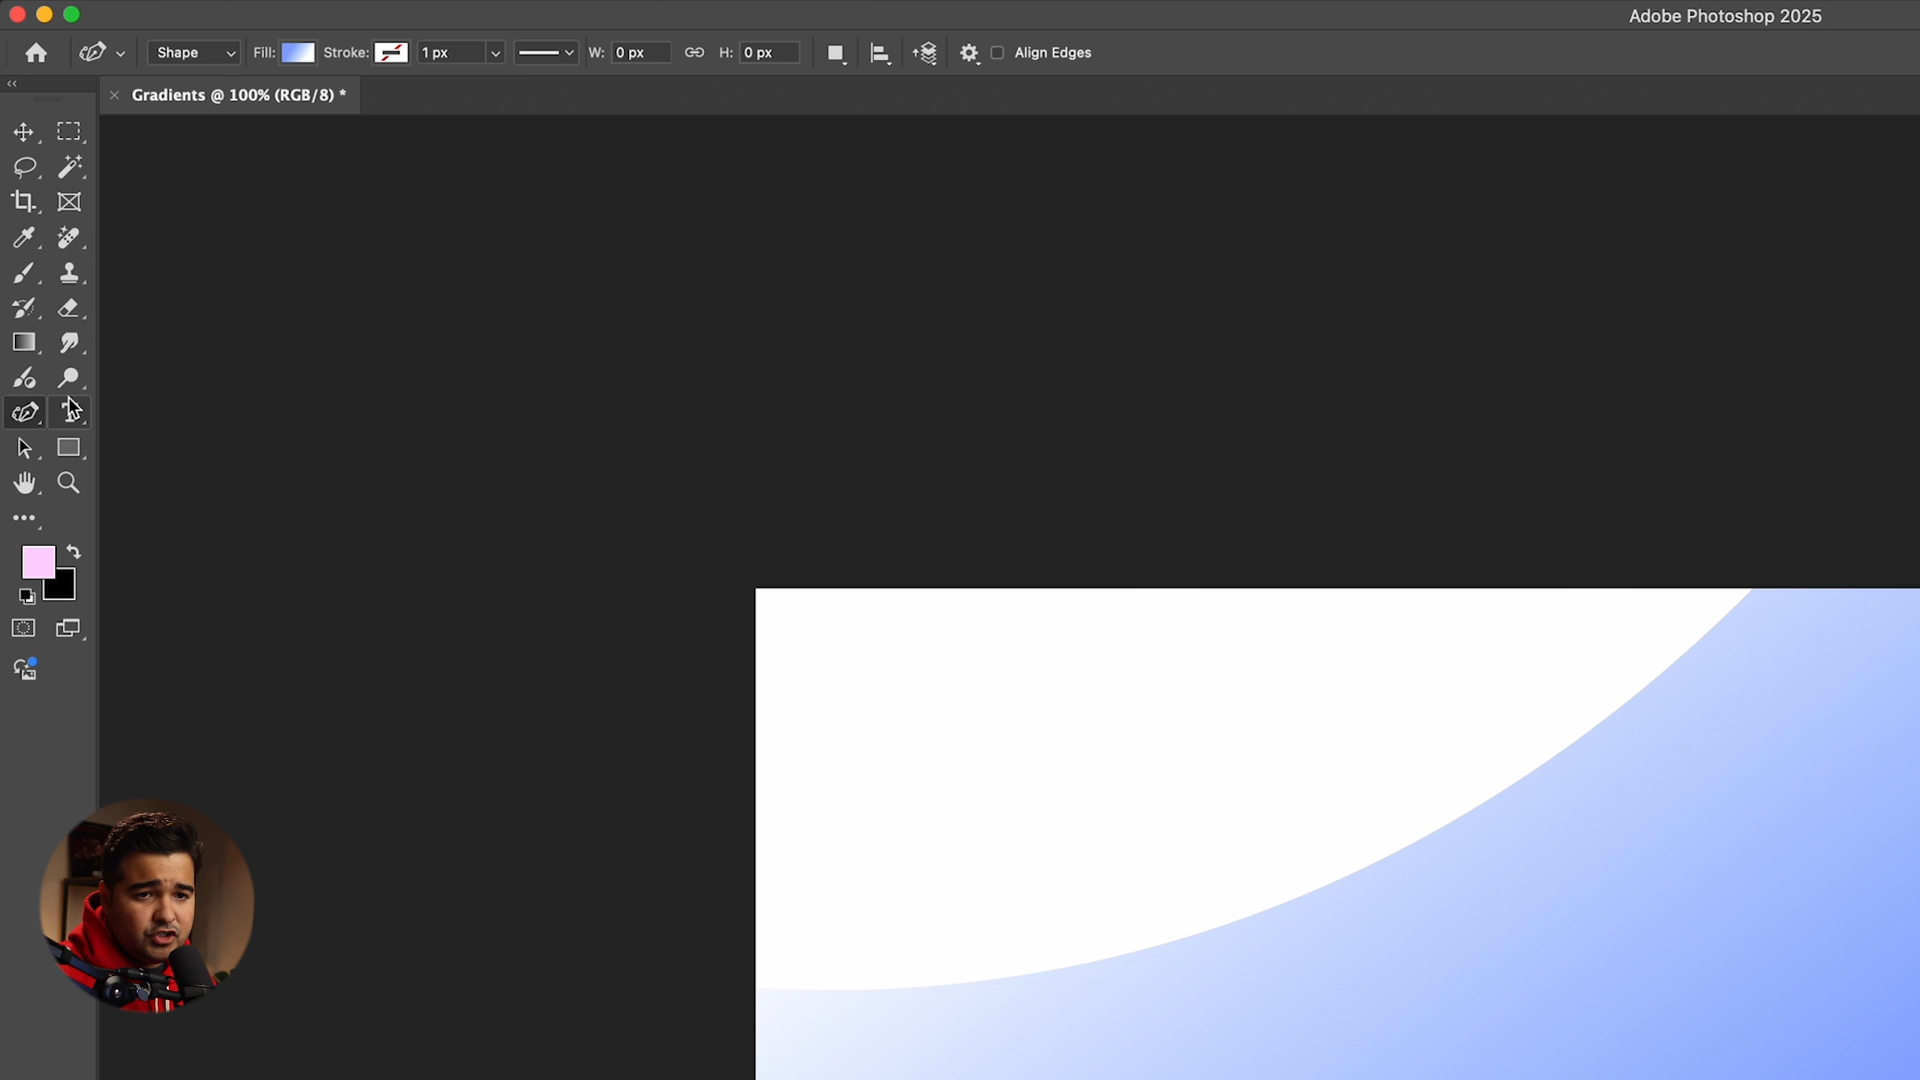 Adobe Photoshop 2025
Shape Fill: Stroke: 1 px W: 0 px H: 0 px Align Edges
Gradients @ 100% (RGB/8) *